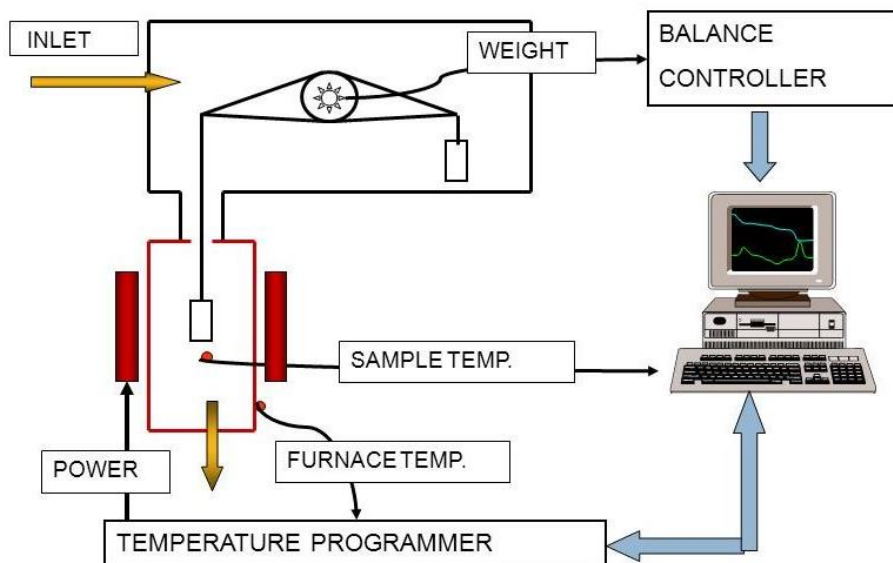 INLET
WEIGHT
BALANCE
CONTROLLER
SAMPLE TEMP.
FURNACE TEMP.
POWER
TEMPERATURE PROGRAMMER